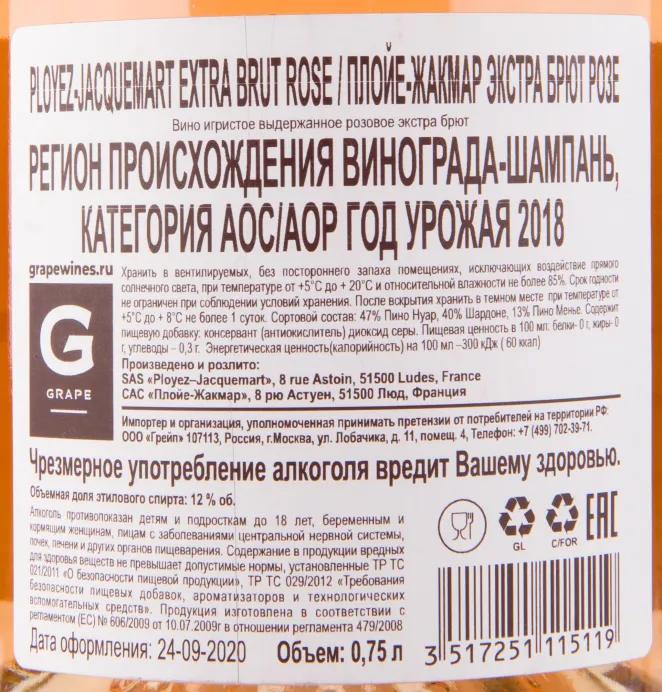 PLOYEZ-JACQUEMART EXTRA BRUT ROSE / ПЛОЙЕ-ЖАКМАР ЭКСТРА БРЮТ РОЗЕ
Вино игристое выдержанное розовое экстра брют
РЕГИОН ПРОИСХОЖДЕНИЯ ВИНОГРАДА-ШАМПАНЬ,
КАТЕГОРИЯ AOC/AOP ГОД УРОЖАЯ 2018
grapewines.ru
G
GRAPE
Хранить в вентилируемых, без постороннего запаха помещениях, исключающих воздействие прямого
солнечного света, при температуре от +5°C до + 20°C и относительной влажности не более 85%. Срок годности
не ограничен при соблюдении условий хранения. После вскрытия хранить в темном месте при температуре от
+5°C до + 8°C не более 1 суток. Сортовой состав: 47% Пино Нуар, 40% Шардоне, 13% Пино Менье. Содержит
пищевую добавку: консервант (антиокислитель) диоксид серы. Пищевая ценность в 100 мл: белки- 0 г, жиры- 0
г, углеводы – 0,3 г. Энергетическая ценность(калорийность) на 100 мл –300 кДж ( 60 ккал)
Произведено и розлито:
SAS «Ployez–Jacquemart», 8 rue Astoin, 51500 Ludes, France
САС «Плойе-Жакмар», 8 рю Астуен, 51500 Люд, Франция
Импортер и организация, уполномоченная принимать претензии от потребителей на территории РФ:
ООО «Грейп» 107113, Россия, г.Москва, ул. Лобачика, д. 11, помещ. 4, Телефон: +7 (499) 702-39-71.
Чрезмерное употребление алкоголя вредит Вашему здоровью.
Объемная доля этилового спирта: 12 % об.
Алкоголь противопоказан детям и подросткам до 18 лет, беременным и
кормящим женщинам, лицам с заболеваниями центральной нервной системы,
почек, печени и других органов пищеварения. Содержание в продукции вредных
для здоровья веществ не превышает допустимые нормы, установленные ТР ТС
021/2011 «О безопасности пищевой продукции», ТР ТС 029/2012 «Требования
безопасности пищевых добавок, ароматизаторов и технологических
вспомогательных средств». Продукция изготовлена в соответствии с
регламентом (ЕС) № 606/2009 от 10.07.2009г в отношении регламента 479/2008
GL
C/FOR
EAC
Дата оформления: 24-09-2020
Объем: 0,75 л
3 517251 115119